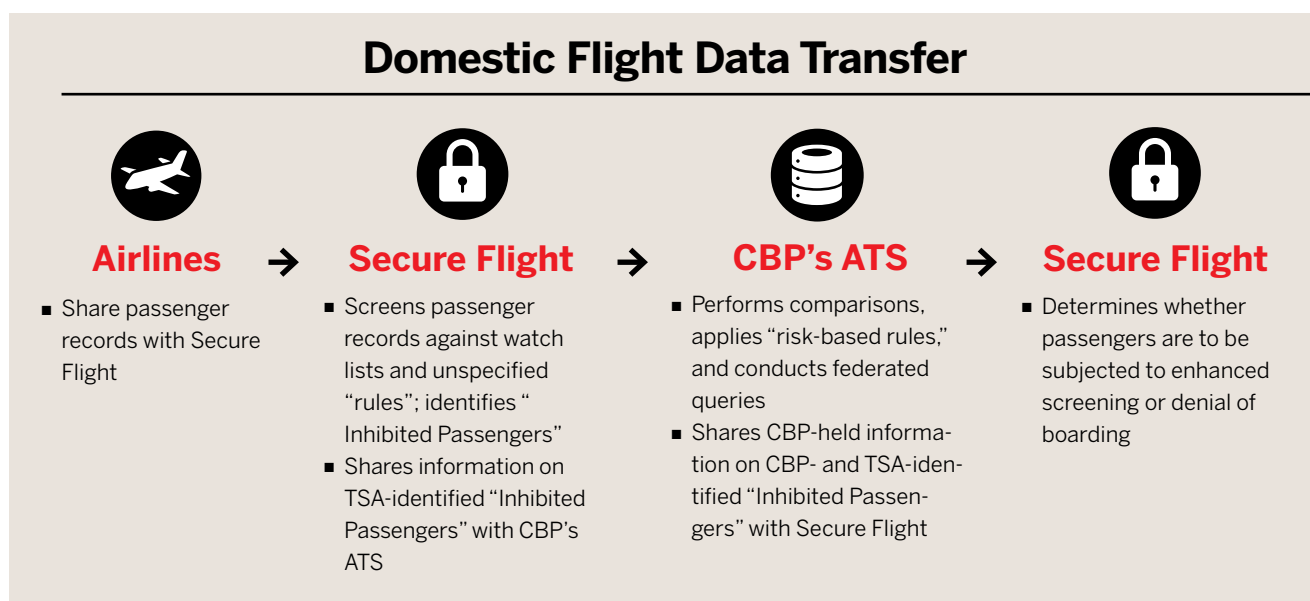 Domestic Flight Data Transfer
Airlines
■ Share passenger
records with Secure
Flight
→
Secure Flight
■ Screens passenger
records against watch
lists and unspecified
“rules”; identifies “
Inhibited Passengers”
■ Shares information on
TSA-identified “Inhibited
Passengers” with CBP’s
ATS
→
CBP’s ATS
■ Performs comparisons,
applies “risk-based rules,”
and conducts federated
queries
■ Shares CBP-held informa-
tion on CBP- and TSA-iden-
tified “Inhibited Passen-
gers” with Secure Flight
→
Secure Flight
■ Determines whether
passengers are to be
subjected to enhanced
screening or denial of
boarding